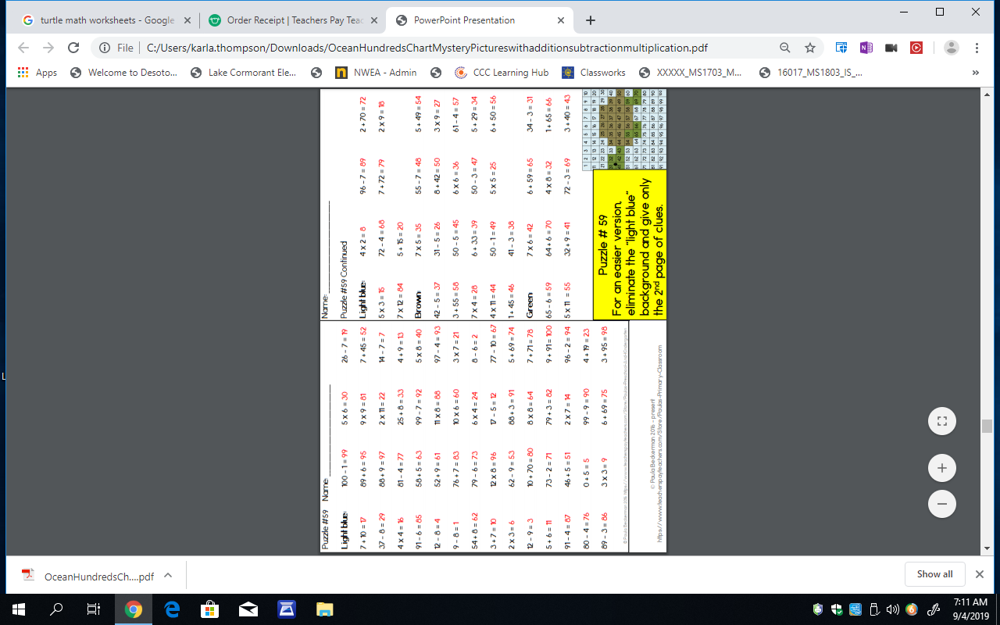 turtle math worksheets - Google
Order Receipt | Teachers Pay Teac
PowerPoint Presentation
File
C:/Users/karla.thompson/Downloads/OceanHundredsChartMysteryPictureswithadditionsubtractionmultiplication.pdf
Apps
Welcome to Desoto...
Lake Cormorant Ele...
NWEA - Admin
CCC Learning Hub
Classworks
XXXXX_MS1703_M...
16017_MS1803_IS_...
»
Puzzle #59 Name:
Light blue: 100 - 1 = 99 5 x 6 = 30 26 - 7 = 19
7 + 10 = 17 89 + 6 = 95 9 x 9 = 81 7 + 45 = 52
37 - 8 = 29 88 + 9 = 97 2 x 11 = 22 14 - 7 = 7
4 x 4 = 16 81 - 4 = 77 25 + 8 = 33 4 + 9 = 13
91 - 6 = 85 58 + 5 = 63 99 - 7 = 92 5 x 8 = 40
12 - 8 = 4 52 + 9 = 61 11 x 8 = 88 97 - 4 = 93
9 - 8 = 1 76 + 7 = 83 10 x 6 = 60 3 x 7 = 21
54 + 8 = 62 79 - 6 = 73 6 x 4 = 24 8 - 6 = 2
3 + 7 = 10 12 x 8 = 96 17 - 5 = 12 77 - 10 = 67
2 x 3 = 6 62 - 9 = 53 88 + 3 = 91 5 + 69 = 74
12 - 9 = 3 10 + 70 = 80 8 x 8 = 64 7 + 71 = 78
5 + 6 = 11 73 - 2 = 71 79 + 3 = 82 9 + 91 = 100
91 - 4 = 87 46 + 5 = 51 2 x 7 = 14 96 - 2 = 94
80 - 4 = 76 0 + 5 = 5 99 - 9 = 90 4 + 19 = 23
89 - 3 = 86 3 x 3 = 9 6 + 69 = 75 3 + 95 = 98
© Paula Beckerman 2016 - present
https://www.teacherspayteachers.com/Store/Paulas-Primary-Classroom
Name:
Puzzle #59 Continued
Light blue: 4 x 2 = 8 96 - 7 = 89 2 + 70 = 72
5 x 3 = 15 72 - 4 = 68 7 + 72 = 79 2 x 9 = 18
7 x 12 = 84 5 + 15 = 20
Brown: 7 x 5 = 35 55 - 7 = 48 5 + 49 = 54
42 - 5 = 37 31 - 5 = 26 8 + 42 = 50 3 x 9 = 27
3 + 55 = 58 50 - 5 = 45 6 x 6 = 36 61 - 4 = 57
7 x 4 = 28 6 + 33 = 39 50 - 3 = 47 5 + 29 = 34
4 x 11 = 44 50 - 1 = 49 5 x 5 = 25 6 + 50 = 56
1 + 45 = 46 41 - 3 = 38
Green: 7 x 6 = 42 6 + 59 = 65 34 - 3 = 31
65 - 6 = 59 64 + 6 = 70 4 x 8 = 32 1 + 65 = 66
5 x 11 = 55 32 + 9 = 41 72 - 3 = 69 3 + 40 = 43
Puzzle # 59
For an easier version,
eliminate the "light blue"
background and give only
the 2nd page of clues.
OceanHundredsCh....pdf
Show all
7:11 AM
9/4/2019